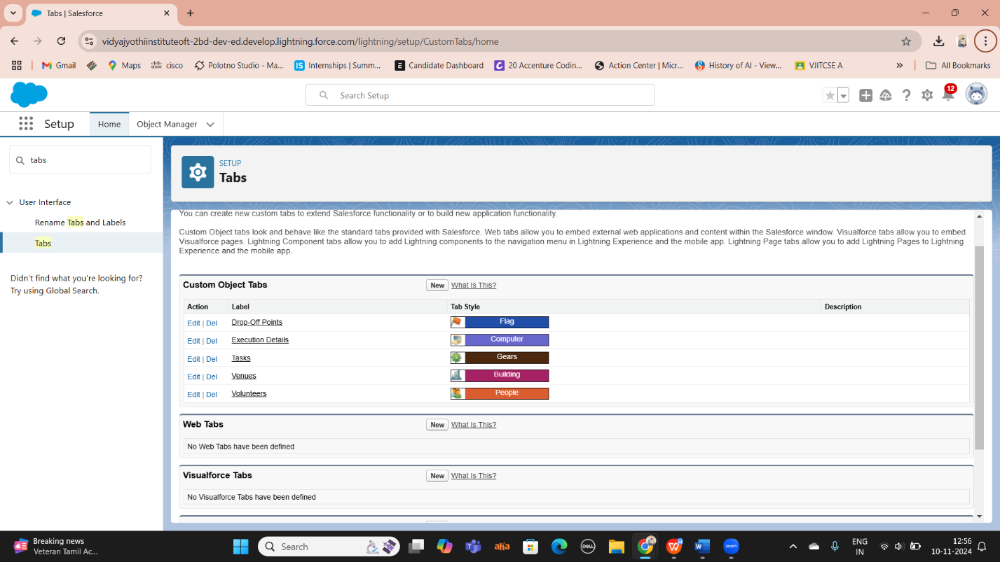 Tabs | Salesforce
vidyajyothiinstituteoft-2bd-dev-ed.develop.lightning.force.com/lightning/setup/CustomTabs/home
Gmail Maps cisco Polotno Studio - Ma... Internships | Summ... Candidate Dashboard 20 Accenture Codin... Action Center | Micr... History of AI - View... VJITCSE A » All Bookmarks
Search Setup
12
Setup Home Object Manager
tabs
User Interface
Rename Tabs and Labels
Tabs
Didn't find what you're looking for?
Try using Global Search.
SETUP
Tabs
You can create new custom tabs to extend Salesforce functionality or to build new application functionality.
Custom Object tabs look and behave like the standard tabs provided with Salesforce. Web tabs allow you to embed external web applications and content within the Salesforce window. Visualforce tabs allow you to embed
Visualforce pages. Lightning Component tabs allow you to add Lightning components to the navigation menu in Lightning Experience and the mobile app. Lightning Page tabs allow you to add Lightning Pages to Lightning
Experience and the mobile app.
Custom Object Tabs New What Is This?
Action Label Tab Style Description
Edit | Del Drop-Off Points Flag
Edit | Del Execution Details Computer
Edit | Del Tasks Gears
Edit | Del Venues Building
Edit | Del Volunteers People
Web Tabs New What Is This?
No Web Tabs have been defined
Visualforce Tabs New What Is This?
No Visualforce Tabs have been defined
Breaking news
Veteran Tamil Ac...
Search
aha
DELL
zoom
ENG
IN
12:56
10-11-2024